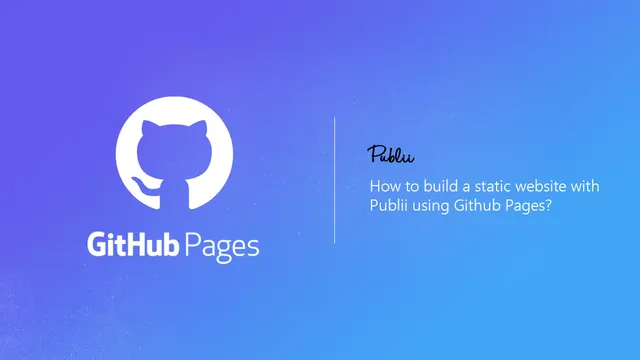 GitHub Pages
Publii
How to build a static website with
Publii using Github Pages?